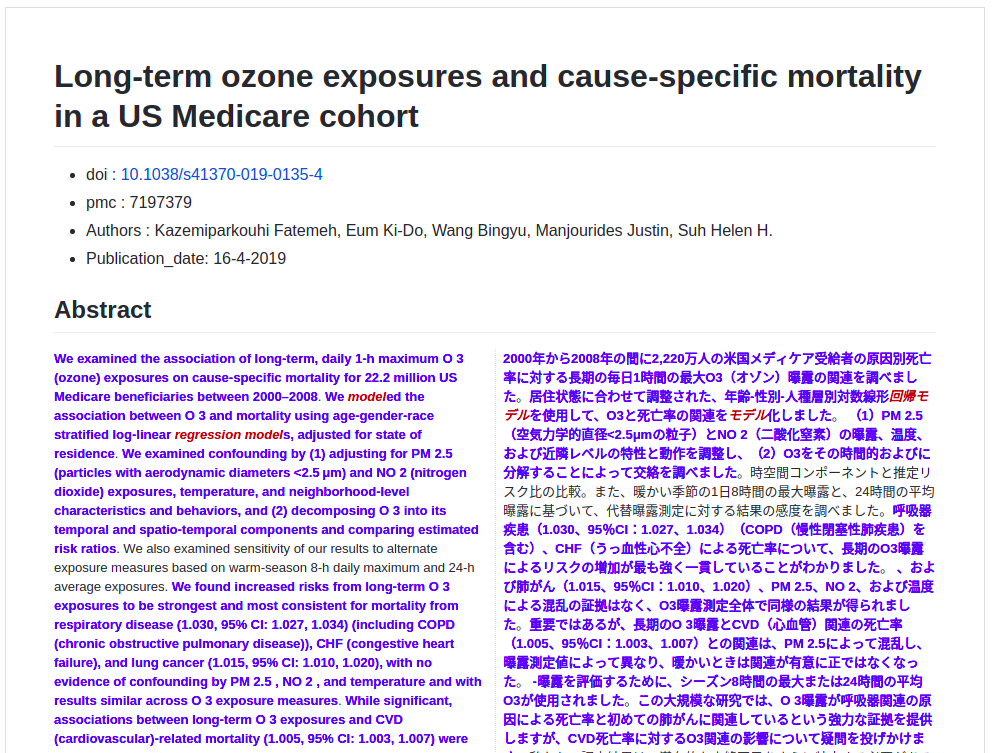 Long-term ozone exposures and cause-specific mortality
in a US Medicare cohort
doi : 10.1038/s41370-019-0135-4
pmc : 7197379
Authors : Kazemiparkouhi Fatemeh, Eum Ki-Do, Wang Bingyu, Manjourides Justin, Suh Helen H.
Publication_date: 16-4-2019
Abstract
We examined the association of long-term, daily 1-h maximum O 3
(ozone) exposures on cause-specific mortality for 22.2 million US
Medicare beneficiaries between 2000–2008. We modeled the
association between O 3 and mortality using age-gender-race
stratified log-linear regression models, adjusted for state of
residence. We examined confounding by (1) adjusting for PM 2.5
(particles with aerodynamic diameters <2.5 μm) and NO 2 (nitrogen
dioxide) exposures, temperature, and neighborhood-level
characteristics and behaviors, and (2) decomposing O 3 into its
temporal and spatio-temporal components and comparing estimated
risk ratios. We also examined sensitivity of our results to alternate
exposure measures based on warm-season 8-h daily maximum and 24-h
average exposures. We found increased risks from long-term O 3
exposures to be strongest and most consistent for mortality from
respiratory disease (1.030, 95% CI: 1.027, 1.034) (including COPD
(chronic obstructive pulmonary disease)), CHF (congestive heart
failure), and lung cancer (1.015, 95% CI: 1.010, 1.020), with no
evidence of confounding by PM 2.5 , NO 2 , and temperature and with
results similar across O 3 exposure measures. While significant,
associations between long-term O 3 exposures and CVD
(cardiovascular)-related mortality (1.005, 95% CI: 1.003, 1.007) were
2000年から2008年の間に2,220万人の米国メディケア受給者の原因別死亡
率に対する長期の毎日1時間の最大O3（オゾン）曝露の関連を調べまし
た。居住状態に合わせて調整された、年齢-性別-人種層別対数線形回帰モ
デルを使用して、O3と死亡率の関連をモデル化しました。 （1）PM 2.5
（空気力学的直径<2.5μmの粒子）とNO 2（二酸化窒素）の曝露、温度、
および近隣レベルの特性と動作を調整し、（2）O3をその時間的および
分解することによって交絡を調べました。時空間コンポーネントと推定リ
スク比の比較。また、暖かい季節の1日8時間の最大曝露と、24時間の平均
曝露に基づいて、代替曝露測定に対する結果の感度を調べました。呼吸器
疾患（1.030、95％CI：1.027、1.034）（COPD（慢性閉塞性肺疾患）を
含む）、CHF（うっ血性心不全）による死亡率について、長期のO3曝露
によるリスクの増加が最も強く一貫していることがわかりました。 、およ
び肺がん（1.015、95％CI：1.010、1.020）、PM 2.5、NO 2、および温度
による混乱の証拠はなく、O3曝露測定全体で同様の結果が得られまし
た。重要ではあるが、長期のO 3曝露とCVD（心血管）関連の死亡率
（1.005、95％CI：1.003、1.007）との関連は、PM 2.5によって混乱し、
曝露測定値によって異なり、暖かいときは関連が有意に正ではなくなっ
た。 -曝露を評価するために、シーズン8時間の最大または24時間の平均
O3が使用されました。この大規模な研究では、O 3曝露が呼吸器関連の原
因による死亡率と初めての肺がんに関連しているという強力な証拠を提供
しますが、CVD死亡率に対するO3関連の影響について疑問を投げかけま